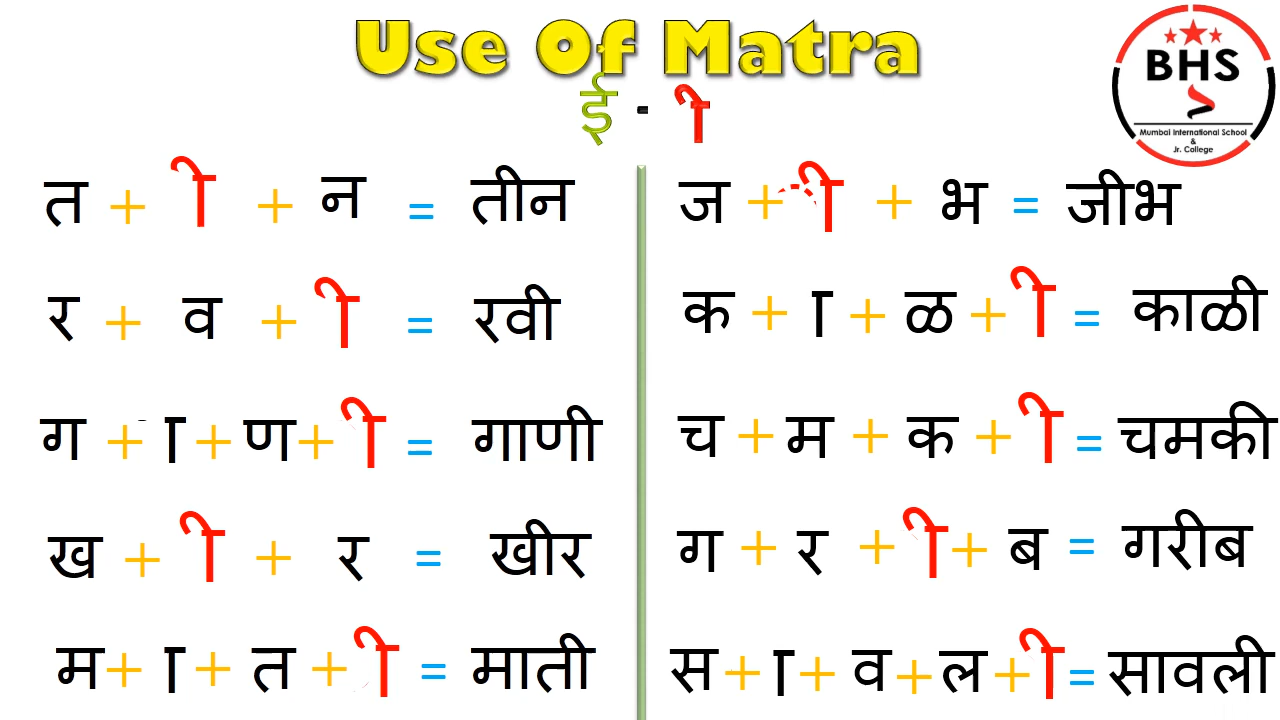 Use Of Matra
ई - ी
BHS
Mumbai International School
&
Jr. College
त + ी + न = तीन
र + व + ी = रवी
ग + ा + ण + ी = गाणी
ख + ी + र = खीर
म + ा + त + ी = माती
ज + ी + भ = जीभ
क + ा + ळ + ी = काळी
च + म + क + ी = चमकी
ग + र + ी + ब = गरीब
स + ा + व + ल + ी = सावली